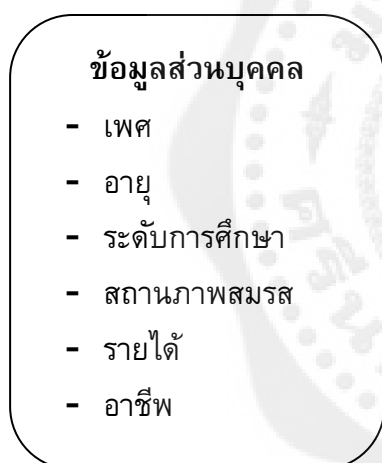 ข้อมูลส่วนบุคคล
- เพศ
- อายุ
- ระดับการศึกษา
- สถานภาพสมรส
- รายได้
- อาชีพ